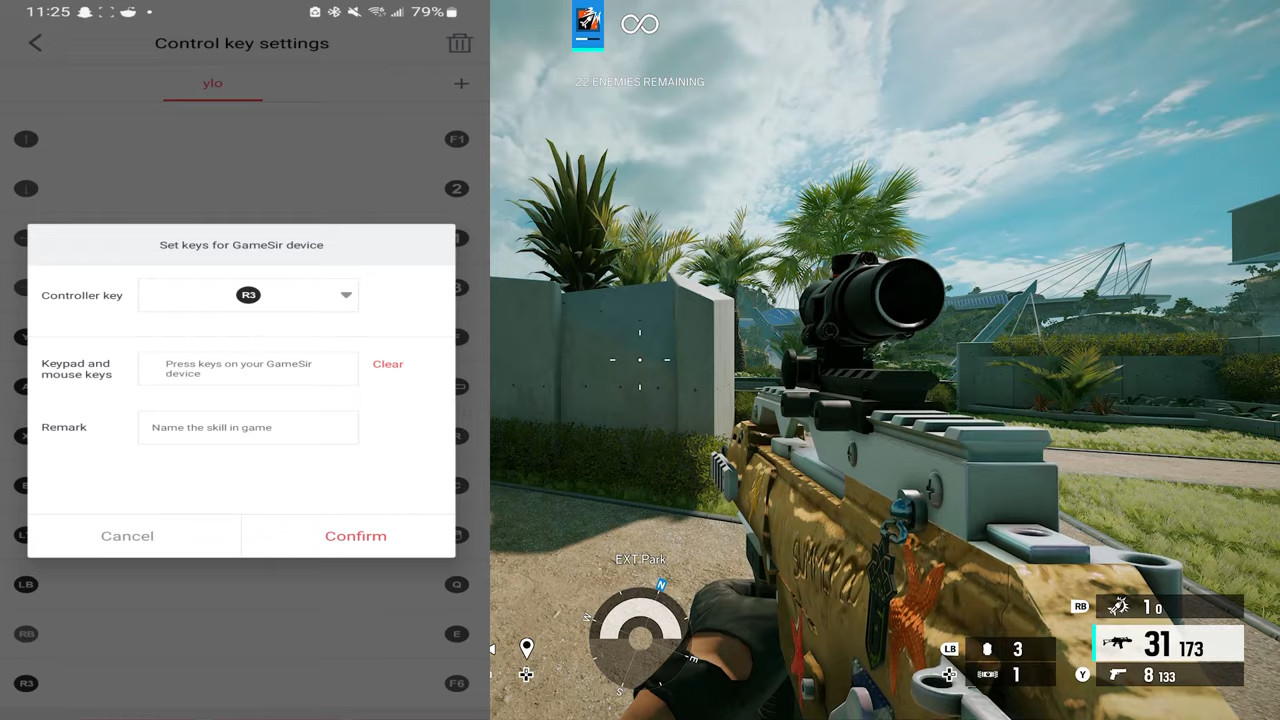 11:25
79%
Control key settings
ylo
+
F1
2
Set keys for GameSir device
Controller key
R3
Keypad and
mouse keys
Press keys on your GameSir
device
Clear
Remark
Name the skill in game
Cancel
Confirm
LB
Q
RB
E
R3
F6
22 ENEMIES REMAINING
EXT Park
N
S
LB
3
1
RB
1 0
31 173
Y
8 133